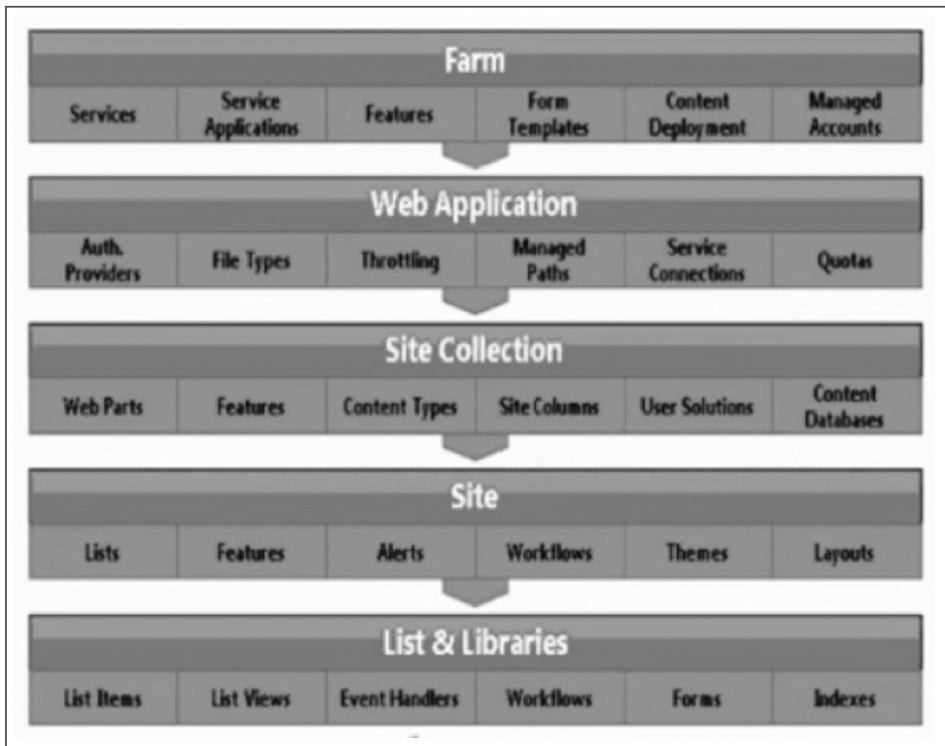 Farm
Services
Service Applications
Features
Form Templates
Content Deployment
Managed Accounts
Web Application
Auth. Providers
File Types
Throttling
Managed Paths
Service Connections
Quotas
Site Collection
Web Parts
Features
Content Types
Site Columns
User Solutions
Content Databases
Site
Lists
Features
Alerts
Workflows
Themes
Layouts
List & Libraries
List Items
List Views
Event Handlers
Workflows
Forms
Indexes